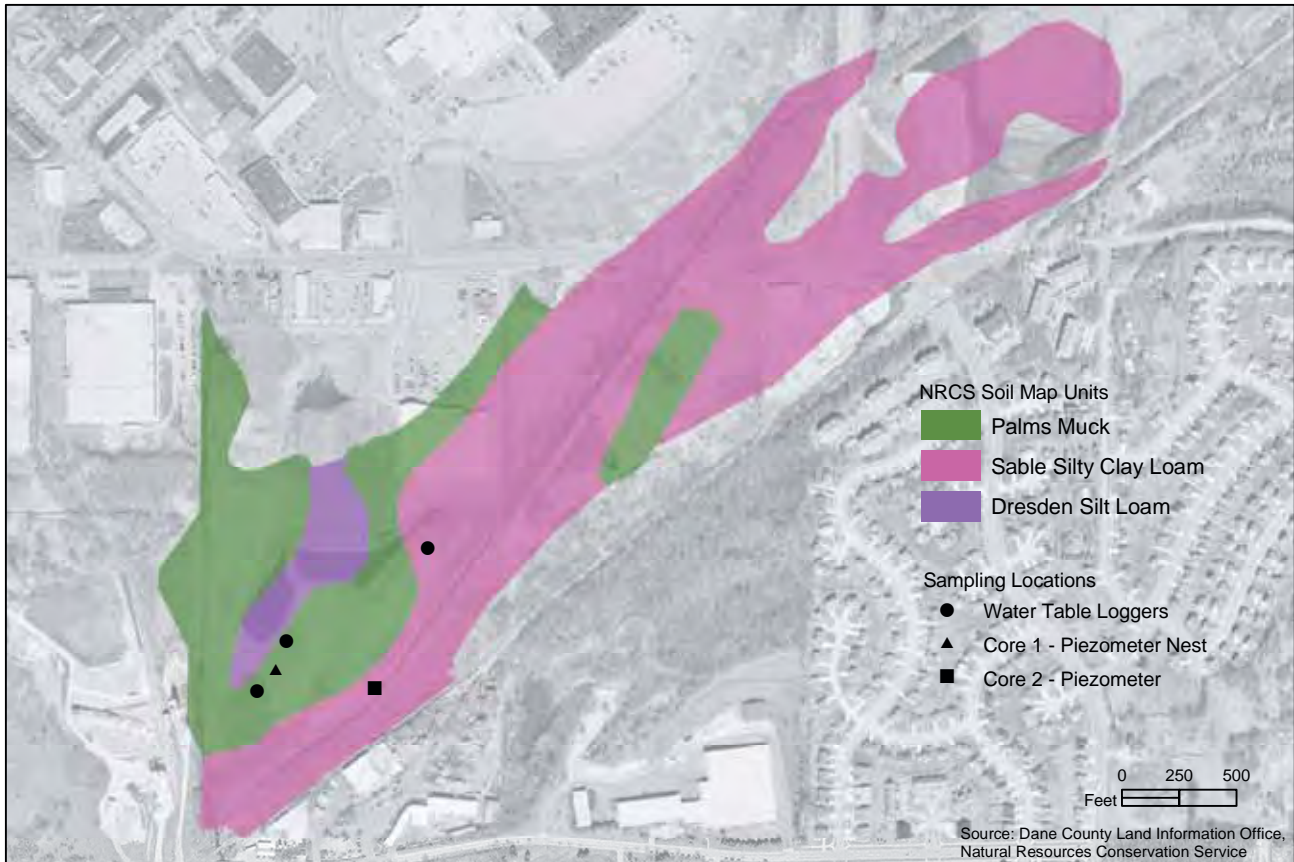 NRCS Soil Map Units
Palms Muck
Sable Silty Clay Loam
Dresden Silt Loam
Sampling Locations
Water Table Loggers
Core 1 - Piezometer Nest
Core 2 - Piezometer
0 250 500
Feet
Source: Dane County Land Information Office,
Natural Resources Conservation Service